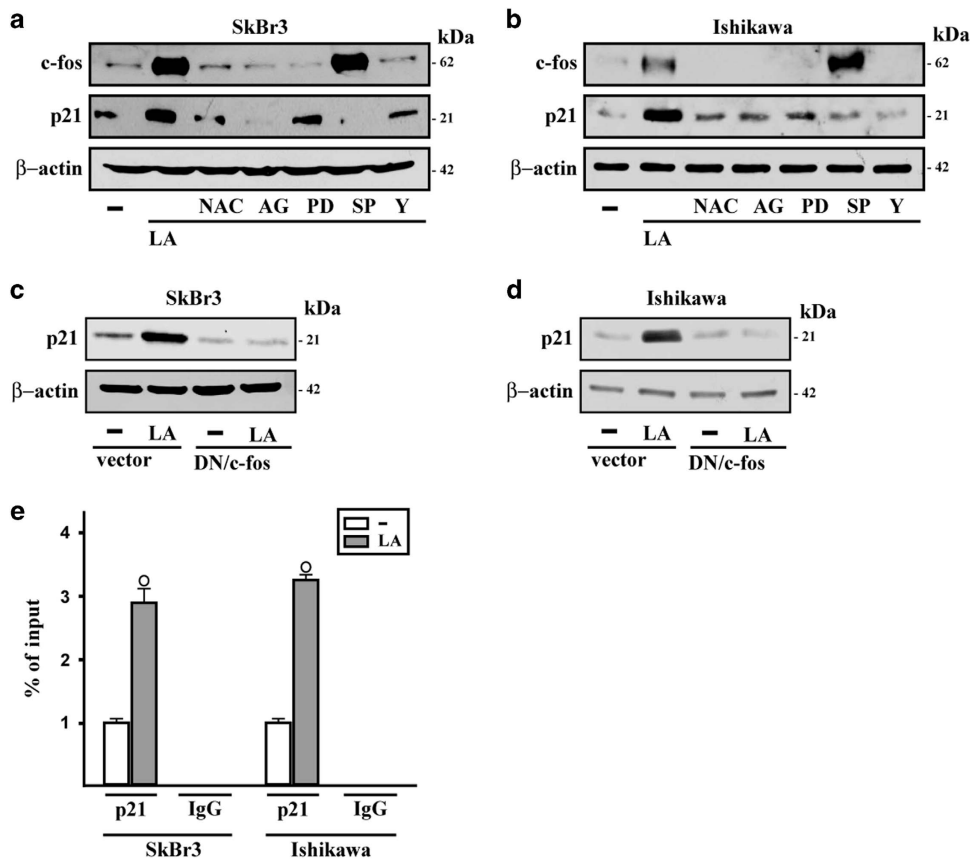 a
SkBr3
kDa
c-fos
- 62
p21
- 21
β–actin
- 42
– NAC AG PD SP Y
LA
b
Ishikawa
kDa
c-fos
- 62
p21
- 21
β–actin
- 42
– NAC AG PD SP Y
LA
c
SkBr3
kDa
p21
- 21
β–actin
- 42
– LA – LA
vector DN/c-fos
d
Ishikawa
kDa
p21
- 21
β–actin
- 42
– LA – LA
vector DN/c-fos
e
–
LA
% of input
4
3
2
1
p21 IgG p21 IgG
SkBr3 Ishikawa